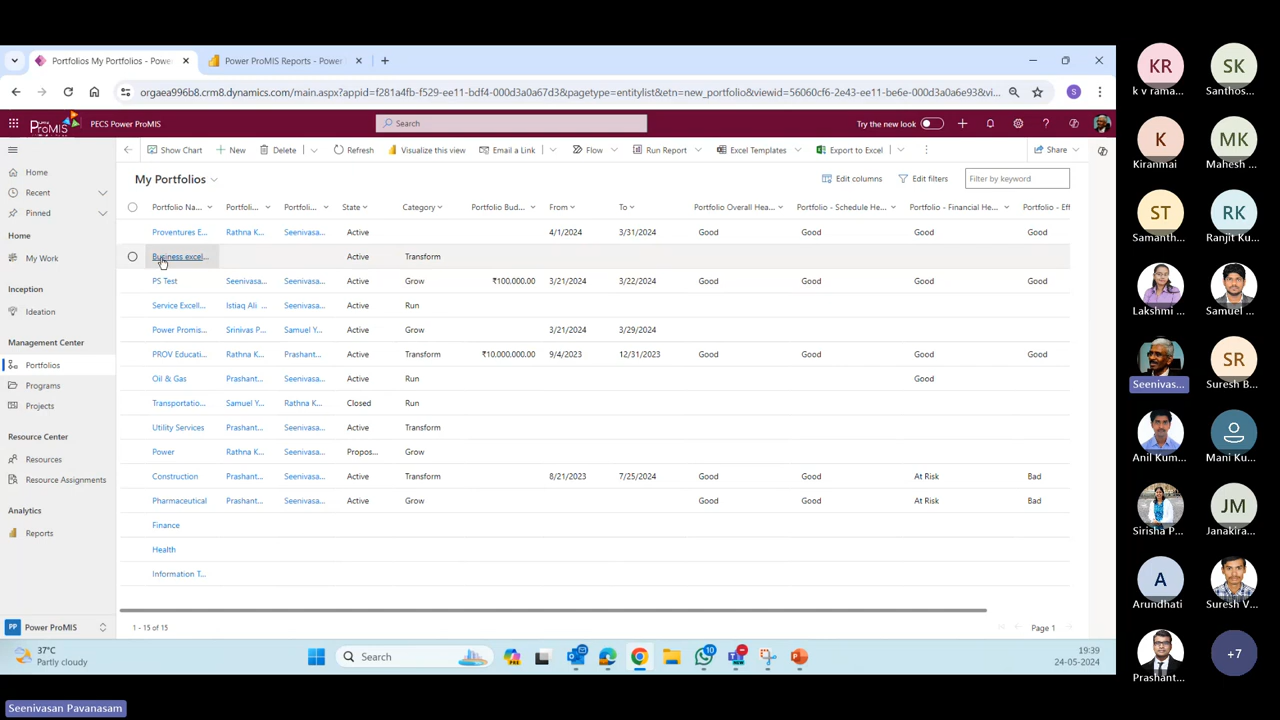 Portfolios My Portfolios - Powe
Power ProMIS Reports - Power
orgaea996b8.crm8.dynamics.com/main.aspx?appid=f281a4fb-f529-ee11-bdf4-000d3a0a67d3&pagetype=entitylist&etn=new_portfolio&viewid=56060cf6-2e43-ee11-be6e-000d3a0a6e93&vi...
S
ProMIS
PECS Power ProMIS
Search
Try the new look
Show Chart
New
Delete
Refresh
Visualize this view
Email a Link
Flow
Run Report
Excel Templates
Export to Excel
Share
Home
Recent
Pinned
Home
My Work
Inception
Ideation
Management Center
Portfolios
Programs
Projects
Resource Center
Resources
Resource Assignments
Analytics
Reports
PP Power ProMIS
My Portfolios
Edit columns
Edit filters
Filter by keyword
Portfolio Na... Portfoli... Portfoli... State Category Portfolio Bud... From To Portfolio Overall Hea... Portfolio - Schedule He... Portfolio - Financial He... Portfolio - Eff
Proventures E... Rathna K... Seenivasa... Active 4/1/2024 3/31/2024 Good Good Good Good
Business excel... Active Transform
PS Test Seenivasa... Seenivasa... Active Grow ₹100,000.00 3/21/2024 3/22/2024 Good Good Good Good
Service Excell... Istiaq Ali ... Seenivasa... Active Run
Power Promis... Srinivas P... Samuel Y... Active Grow 3/21/2024 3/29/2024
PROV Educati... Rathna K... Prashant... Active Transform ₹10,000,000.00 9/4/2023 12/31/2023 Good Good Good Good
Oil & Gas Prashant... Seenivasa... Active Run Good
Transportatio... Samuel Y... Rathna K... Closed Run
Utility Services Prashant... Seenivasa... Active Transform
Power Rathna K... Seenivasa... Propos... Grow
Construction Prashant... Seenivasa... Active Transform 8/21/2023 7/25/2024 Good Good At Risk Bad
Pharmaceutical Prashant... Seenivasa... Active Grow Good Good At Risk Bad
Finance
Health
Information T...
1 - 15 of 15
Page 1
37°C
Partly cloudy
Search
10
19:39
24-05-2024
Seenivasan Pavanasam
KR
k v rama...
SK
Santhos...
K
Kiranmai
MK
Mahesh ...
ST
Samanth...
RK
Ranjit Ku...
Lakshmi ...
Samuel ...
Seenivas...
SR
Suresh B...
Anil Kum...
Mani Ku...
Sirisha P...
JM
Janakira...
A
Arundhati
Suresh V...
Prashant...
+7